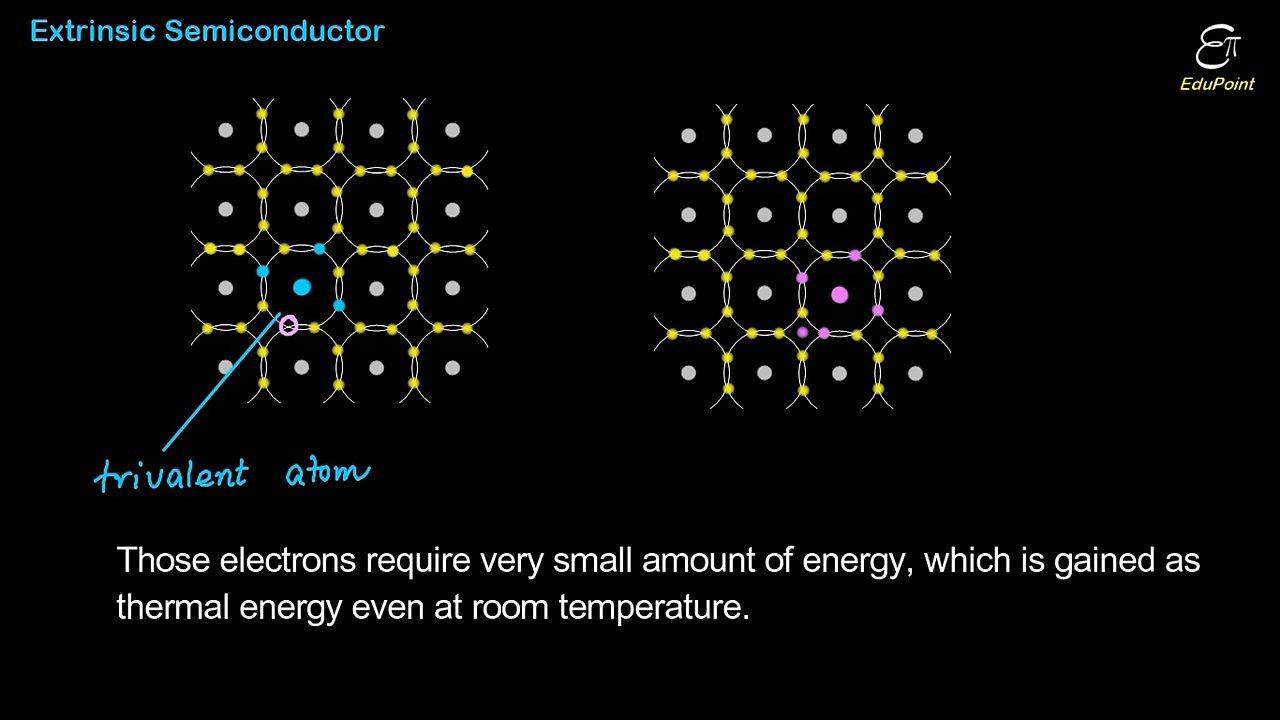 Extrinsic Semiconductor
επ
EduPoint
trivalent atom
Those electrons require very small amount of energy, which is gained as
thermal energy even at room temperature.